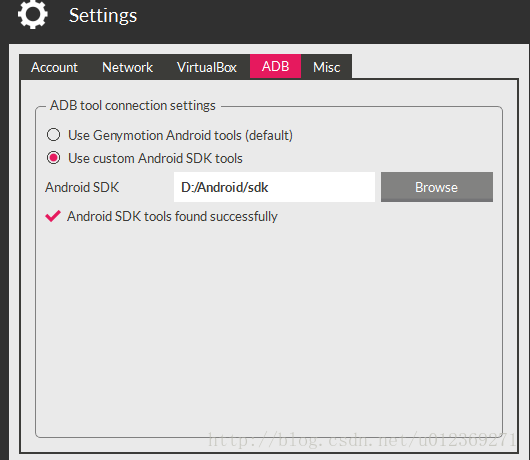 Settings
Account Network VirtualBox ADB Misc
ADB tool connection settings
Use Genymotion Android tools (default)
Use custom Android SDK tools
Android SDK D:/Android/sdk Browse
Android SDK tools found successfully
http://blog.csdn.net/u012369271